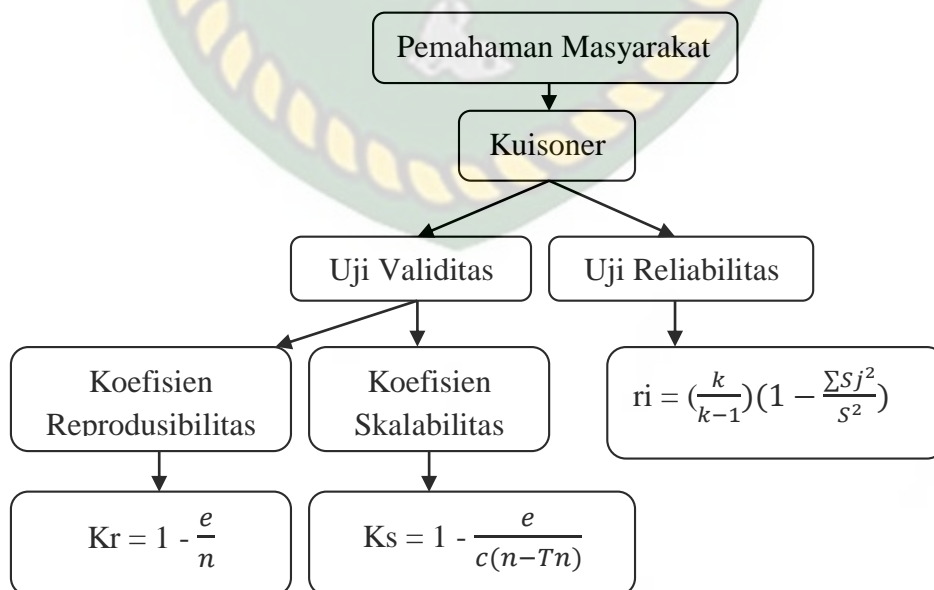 Pemahaman Masyarakat
Kuisoner
Uji Validitas
Uji Reliabilitas
Koefisien
Reprodusibilitas
Koefisien
Skalabilitas
ri = (k/k−1)(1 − ∑Sj²/S²)
Kr = 1 - e/n
Ks = 1 - e/c(n−Tn)